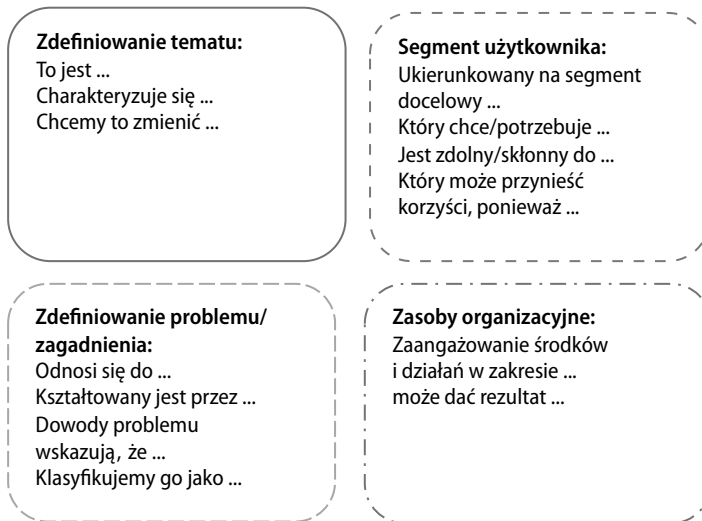 Zdefiniowanie tematu:
To jest ...
Charakteryzuje się ...
Chcemy to zmienić ...
Segment użytkownika:
Ukierunkowany na segment
docelowy ...
Który chce/potrzebuje ...
Jest zdolny/skłonny do ...
Który może przynieść
korzyści, ponieważ ...
Zdefiniowanie problemu/
zagadnienia:
Odnosi się do ...
Kształtowany jest przez ...
Dowody problemu
wskazują, że ...
Klasyfikujemy go jako ...
Zasoby organizacyjne:
Zaangażowanie środków
i działań w zakresie ...
może dać rezultat ...